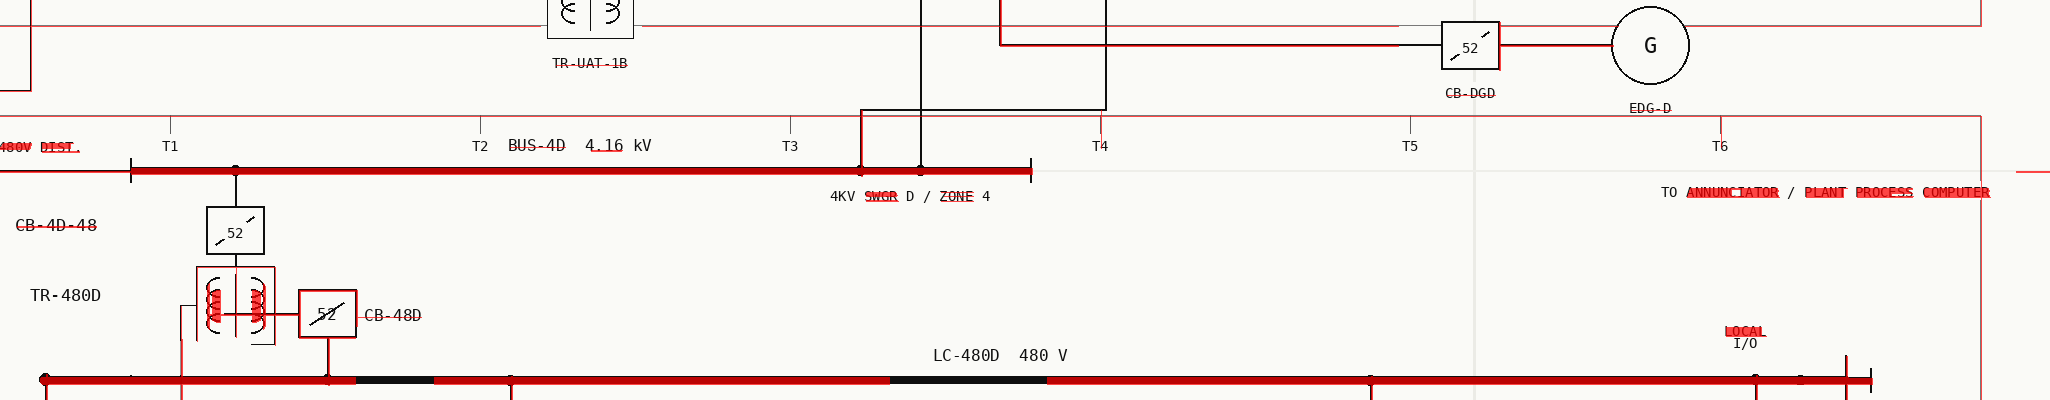 52
G
TR-UAT-1B
CB-DGD
EDG-D
480V DIST.
T1
T2
BUS-4D 4.16 kV
T3
T4
T5
T6
4KV SWGR D / ZONE 4
TO ANNUNCIATOR / PLANT PROCESS COMPUTER
CB-4D-48
52
TR-480D
52
CB-48D
LOCAL
I/O
LC-480D 480 V